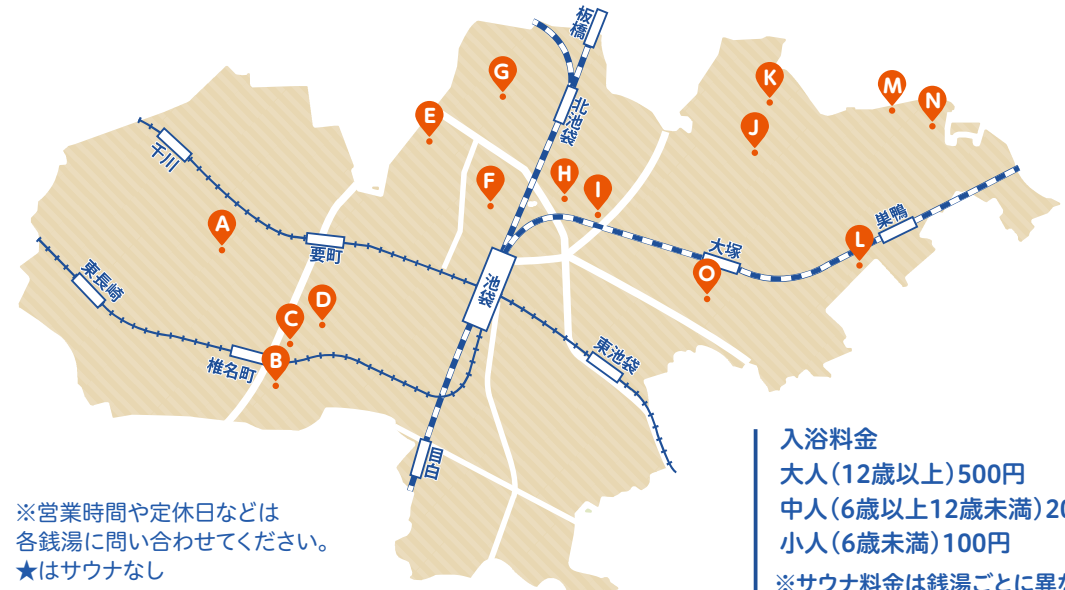 板橋
G
K
M
N
E
北池袋
千川
J
F
H
I
A
巣鴨
要町
大塚
L
東長崎
池袋
O
D
C
東池袋
B
椎名町
目白
入浴料金
大人(12歳以上)500円
中人(6歳以上12歳未満)20
小人(6歳未満)100円
※サウナ料金は銭湯ごとに異な
※営業時間や定休日などは
各銭湯に問い合わせてください。
★はサウナなし